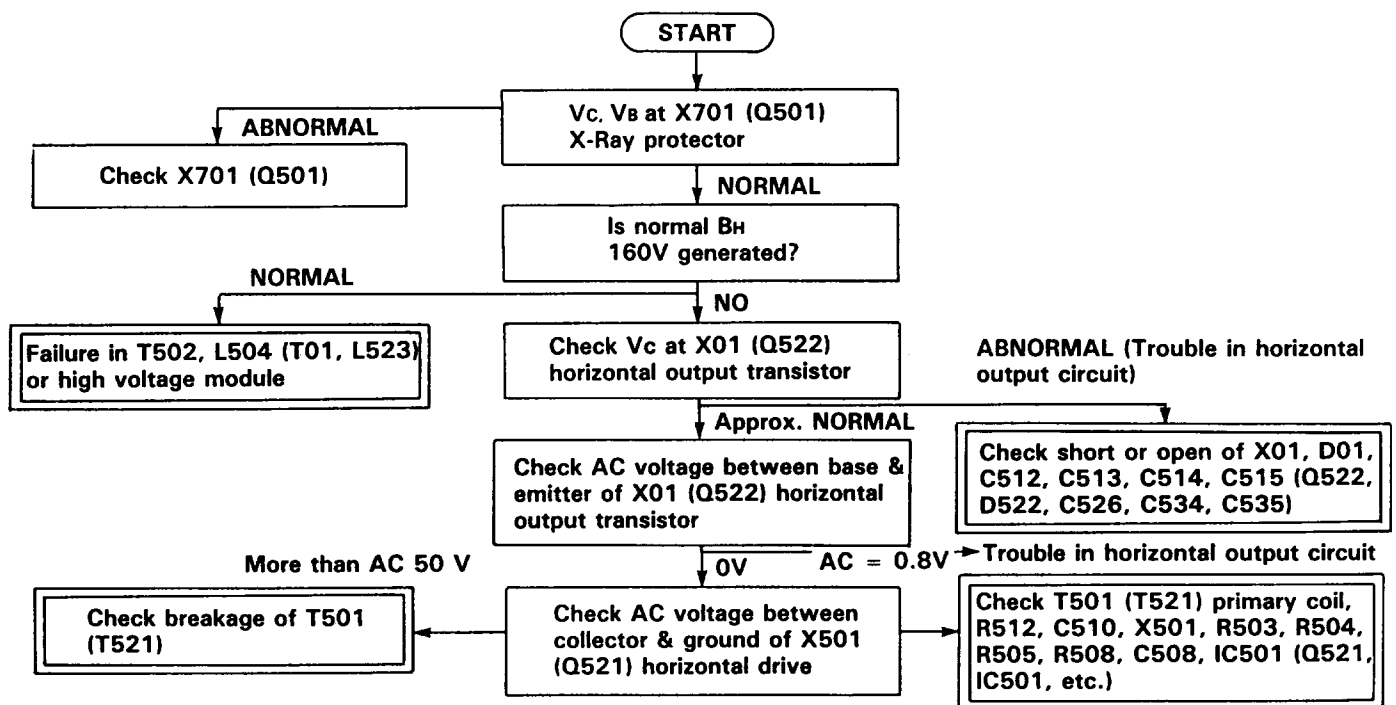 START
Vc, VB at X701 (Q501)
X-Ray protector
ABNORMAL
Check X701 (Q501)
NORMAL
Is normal BH
160V generated?
NORMAL
NO
Failure in T502, L504 (T01, L523)
or high voltage module
Check Vc at X01 (Q522)
horizontal output transistor
ABNORMAL (Trouble in horizontal
output circuit)
Approx. NORMAL
Check short or open of X01, D01,
C512, C513, C514, C515 (Q522,
D522, C526, C534, C535)
Check AC voltage between base &
emitter of X01 (Q522) horizontal
output transistor
More than AC 50 V
0V
AC = 0.8V
Trouble in horizontal output circuit
Check breakage of T501
(T521)
Check AC voltage between
collector & ground of X501
(Q521) horizontal drive
Check T501 (T521) primary coil,
R512, C510, X501, R503, R504,
R505, R508, C508, IC501 (Q521,
IC501, etc.)